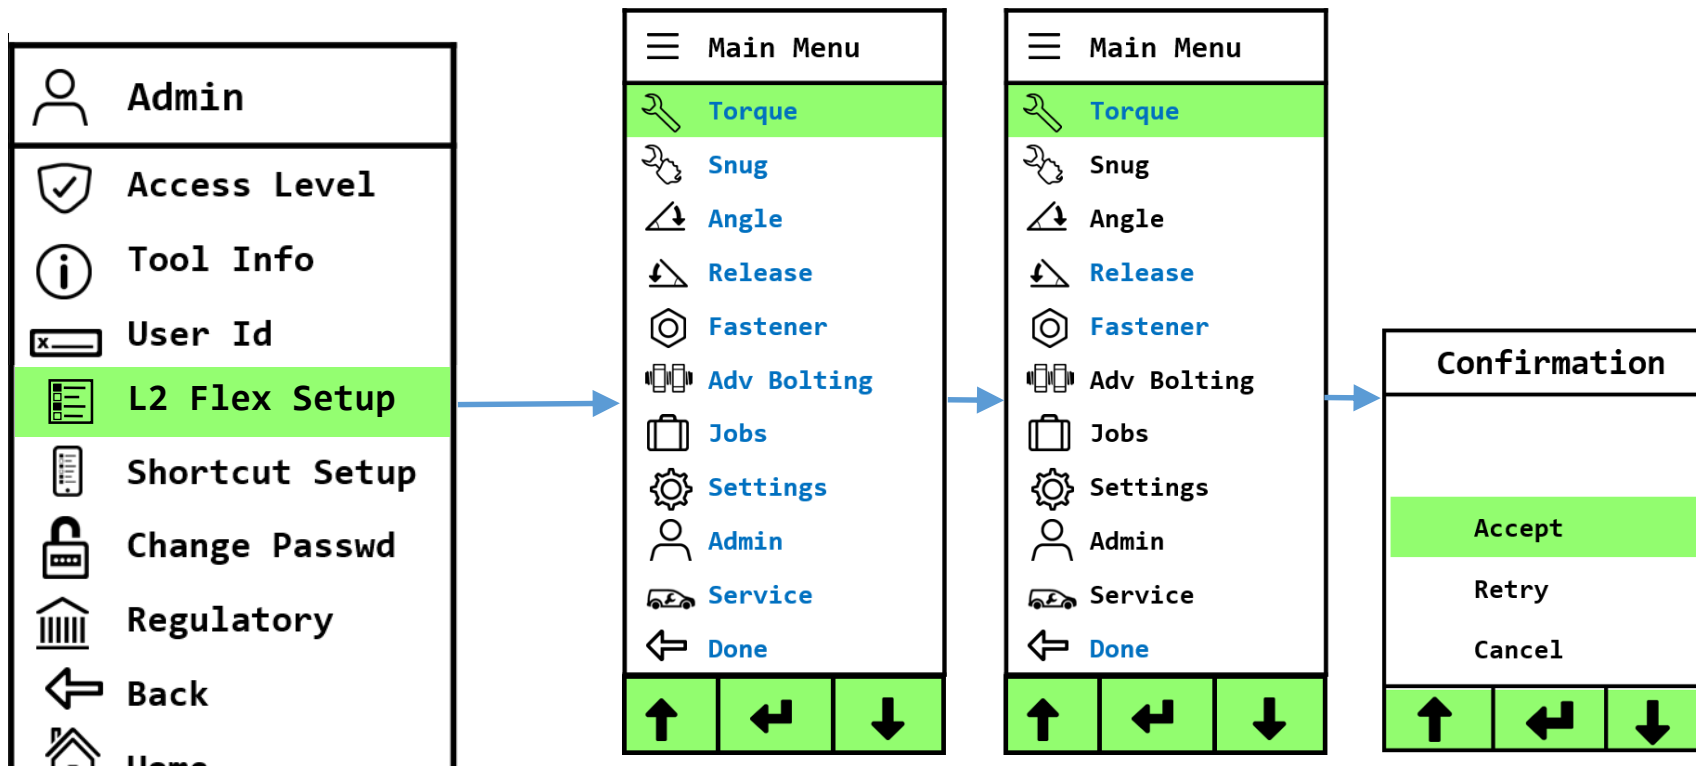 Admin
Access Level
Tool Info
User Id
x
L2 Flex Setup
Shortcut Setup
Change Passwd
Regulatory
Back
Main Menu
Torque
Snug
Angle
Release
Fastener
Adv Bolting
Jobs
Settings
Admin
Service
Done
Main Menu
Torque
Snug
Angle
Release
Fastener
Adv Bolting
Jobs
Settings
Admin
Service
Done
Confirmation
Accept
Retry
Cancel